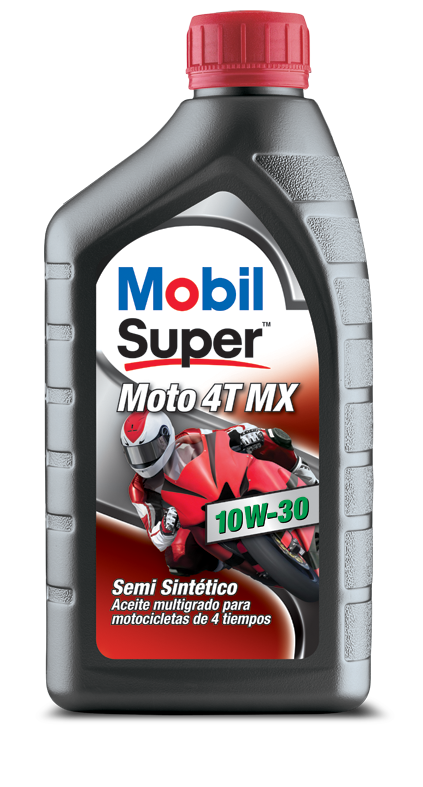 Mobil
Super™
Moto 4T MX
10W-30
Semi Sintético
Aceite multigrado para
motocicletas de 4 tiempos